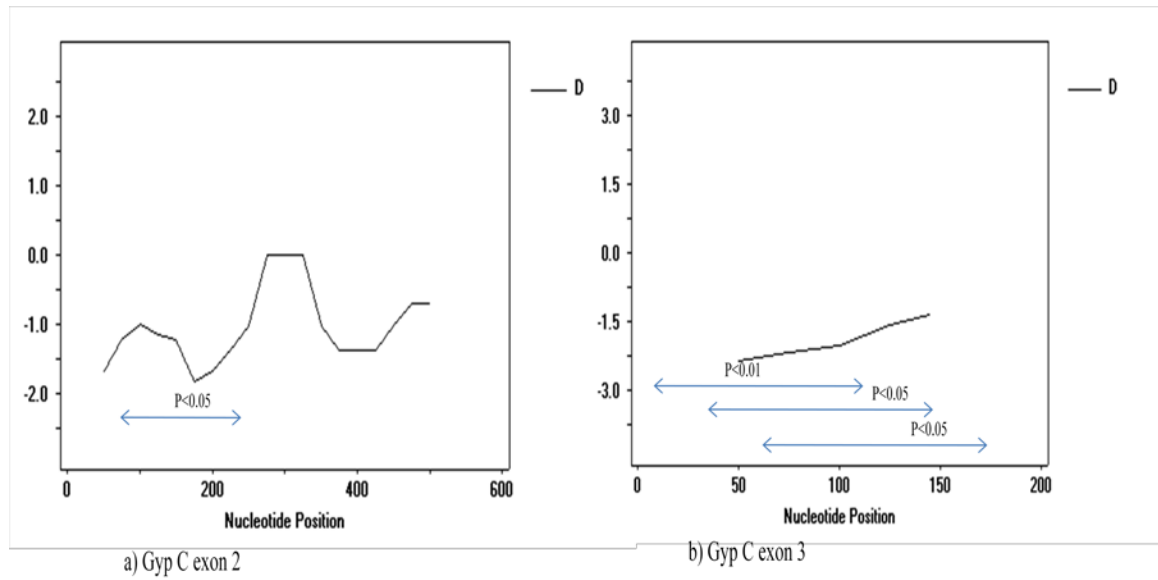 D
2.0
1.0
0.0
-1.0
-2.0
P<0.05
0 200 400 600
Nucleotide Position
a) Gyp C exon 2
D
3.0
1.5
0.0
-1.5
-3.0
P<0.01
P<0.05
P<0.05
0 50 100 150 200
Nucleotide Position
b) Gyp C exon 3